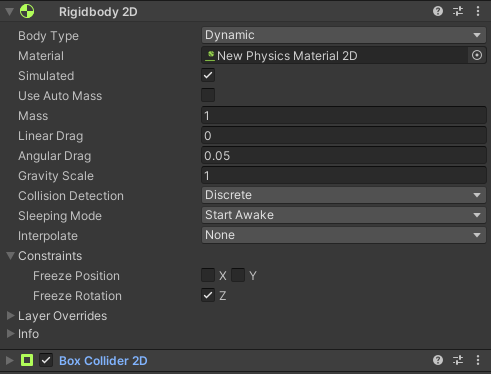 Rigidbody 2D
Body Type Dynamic
Material New Physics Material 2D
Simulated
Use Auto Mass
Mass 1
Linear Drag 0
Angular Drag 0.05
Gravity Scale 1
Collision Detection Discrete
Sleeping Mode Start Awake
Interpolate None
Constraints
Freeze Position X Y
Freeze Rotation Z
Layer Overrides
Info
Box Collider 2D